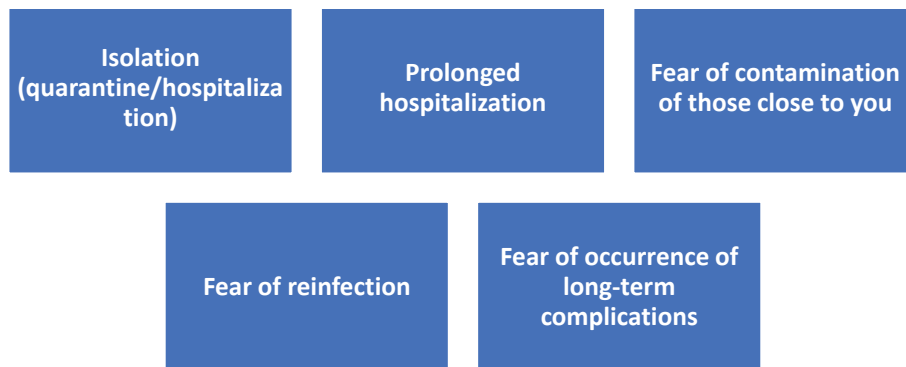 Isolation
(quarantine/hospitaliza
tion)
Prolonged
hospitalization
Fear of contamination
of those close to you
Fear of reinfection
Fear of occurrence of
long-term
complications